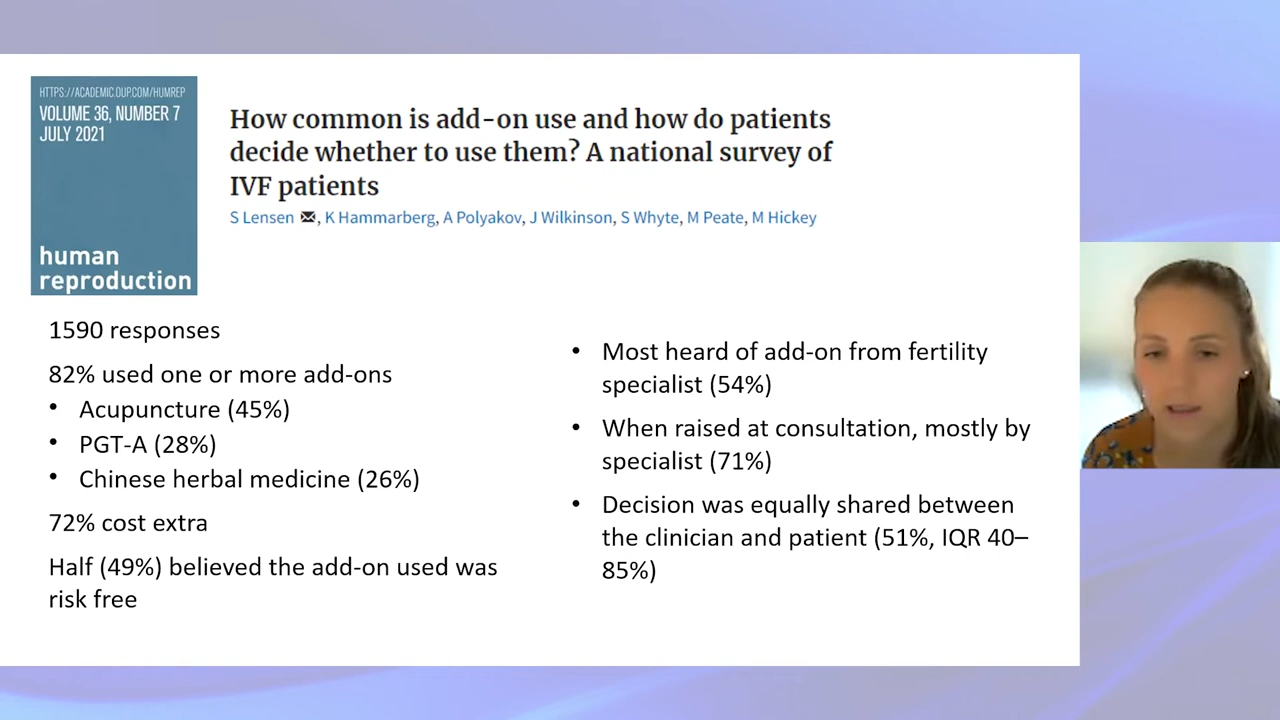 HTTPS://ACADEMIC.OUP.COM/HUMREP
VOLUME 36, NUMBER 7
JULY 2021
human
reproduction
How common is add-on use and how do patients
decide whether to use them? A national survey of
IVF patients
S Lensen ✉, K Hammarberg, A Polyakov, J Wilkinson, S Whyte, M Peate, M Hickey
1590 responses
82% used one or more add-ons
• Acupuncture (45%)
• PGT-A (28%)
• Chinese herbal medicine (26%)
72% cost extra
Half (49%) believed the add-on used was
risk free
• Most heard of add-on from fertility
specialist (54%)
• When raised at consultation, mostly by
specialist (71%)
• Decision was equally shared between
the clinician and patient (51%, IQR 40–
85%)